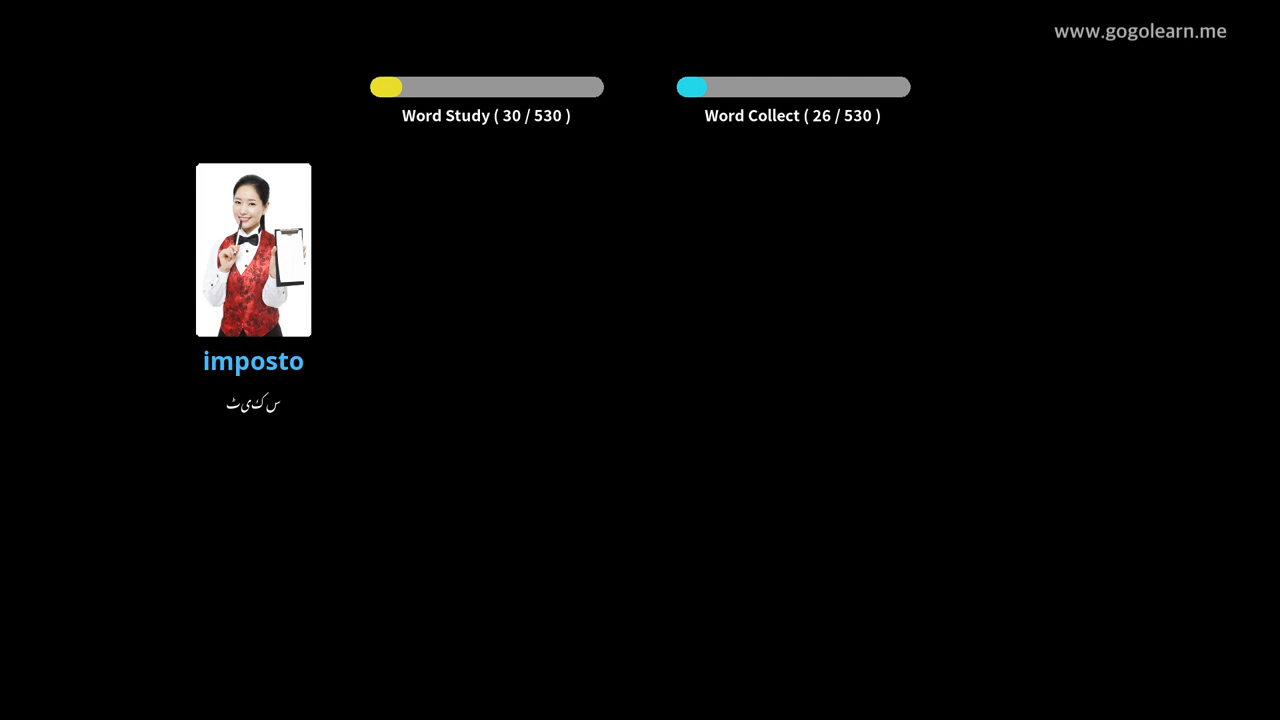 www.gogolearn.me
Word Study ( 30 / 530 )
Word Collect ( 26 / 530 )
imposto
س ک ی ٹ